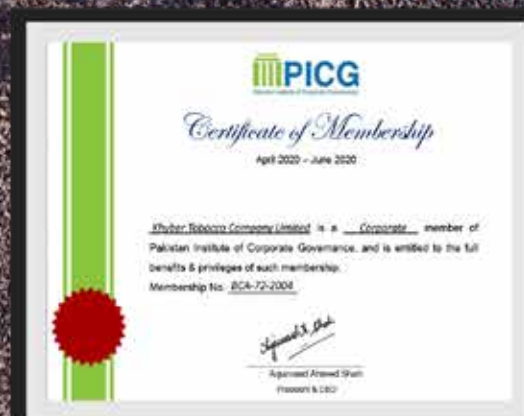 PICG
Certificate of Membership
April 2020 – June 2020
Khyber Tobacco Company Limited is a Corporate member of
Pakistan Institute of Corporate Governance, and is entitled to the full
benefits & privileges of such membership.
Membership No. BCA-72-2004
Ahmed Shah
President & CEO